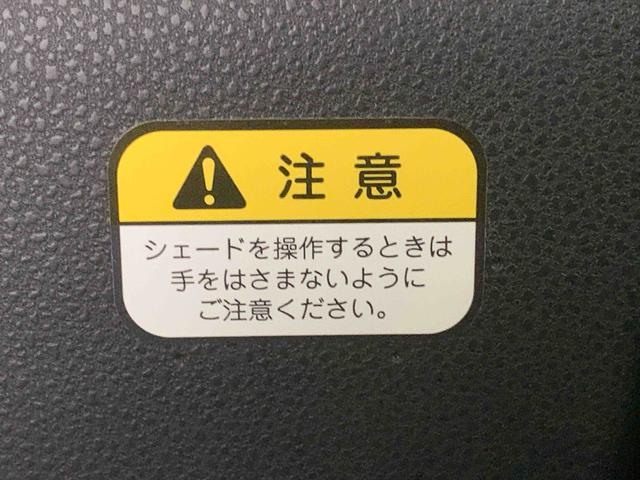 注意
シェードを操作するときは
手をはさまないように
ご注意ください。